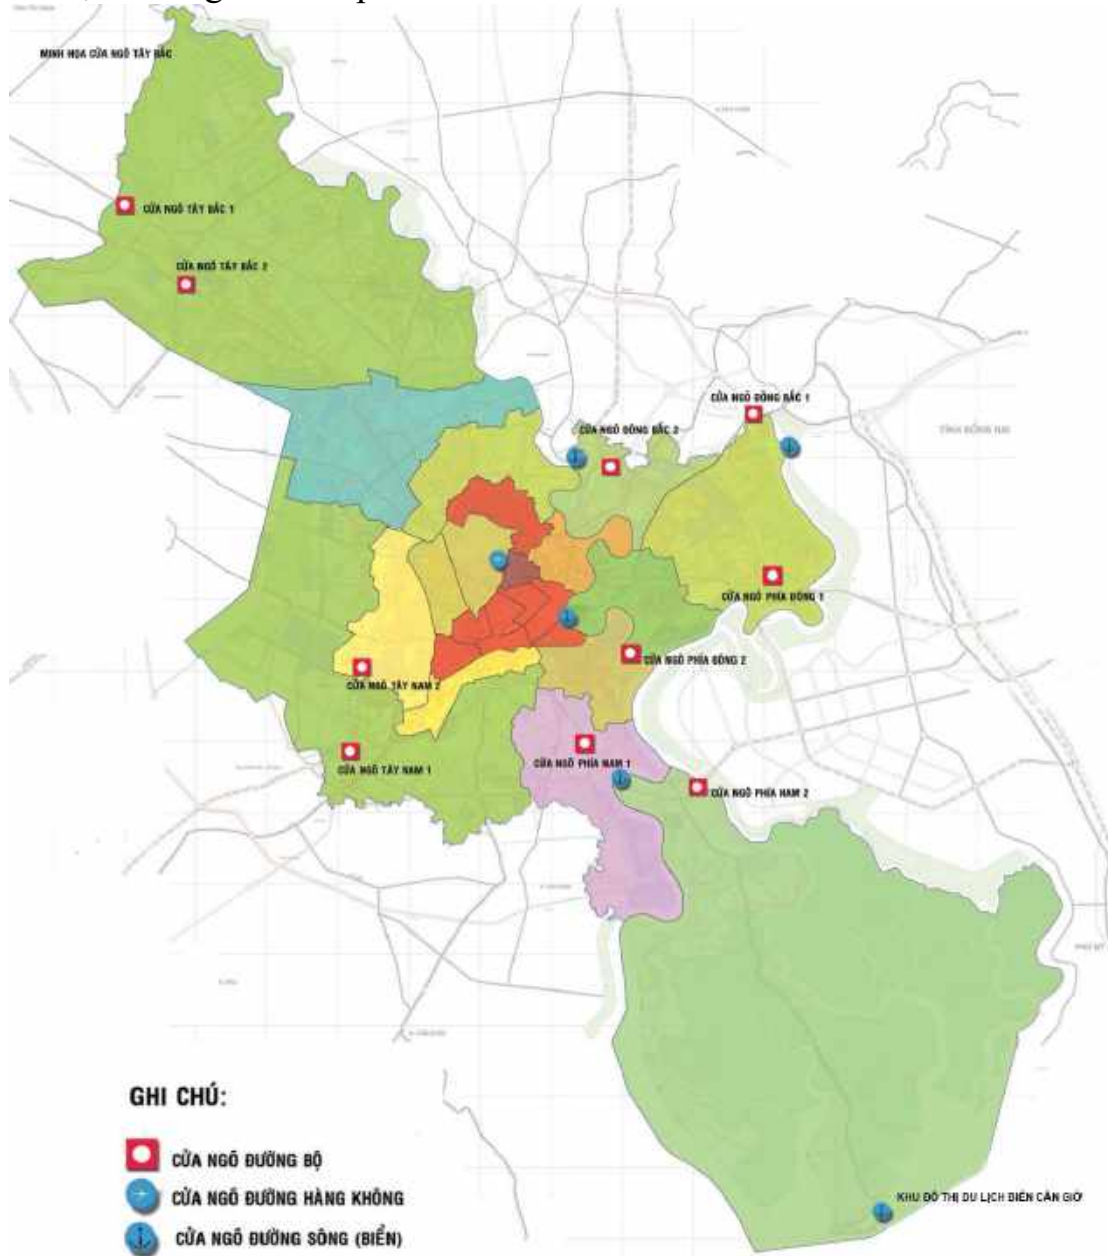 MINH HỌA CỬA NGÕ TÂY BẮC
CỬA NGÕ TÂY BẮC 1
CỬA NGÕ TÂY BẮC 2
CỬA NGÕ ĐÔNG BẮC 1
CỬA NGÕ ĐÔNG BẮC 2
TỈNH ĐỒNG NAI
CỬA NGÕ PHÍA ĐÔNG 1
CỬA NGÕ PHÍA ĐÔNG 2
CỬA NGÕ TÂY NAM 2
CỬA NGÕ TÂY NAM 1
CỬA NGÕ PHÍA NAM 1
CỬA NGÕ PHÍA NAM 2
PHÚ MỸ
GHI CHÚ:
CỬA NGÕ ĐƯỜNG BỘ
CỬA NGÕ ĐƯỜNG HÀNG KHÔNG
CỬA NGÕ ĐƯỜNG SÔNG (BIỂN)
KHU ĐÔ THỊ DU LỊCH BIỂN CẦN GIỜ